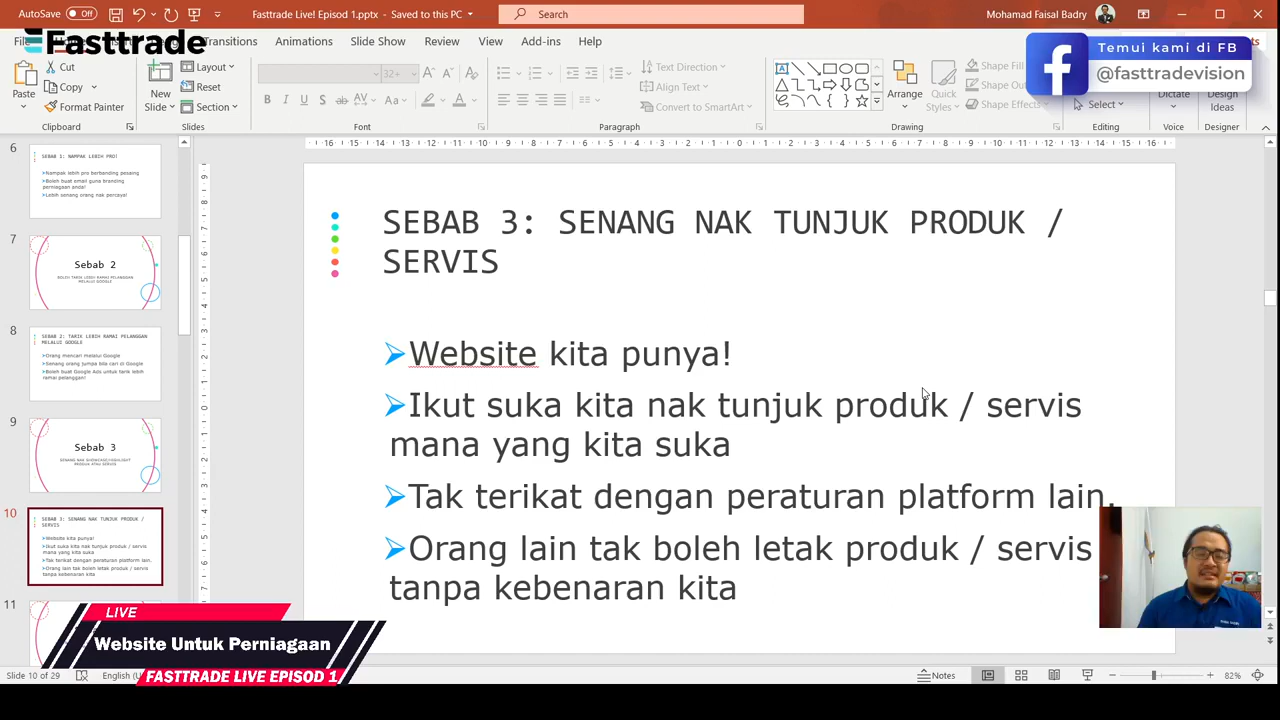 AutoSave Off
Fasttrade Live! Episod 1.pptx - Saved to this PC
Search
Mohamad Faisal Badry
Fasttrade
Transitions
Animations
Slide Show
Review
View
Add-ins
Help
Temui kami di FB
@fasttradevision
Paste
Cut
Copy
Format Painter
Clipboard
New Slide
Layout
Reset
Section
Slides
32+
Font
Text Direction
Align Text
Convert to SmartArt
Paragraph
Arrange
Quick Styles
Shape Fill
Shape Outline
Shape Effects
Drawing
Select
Editing
Dictate
Voice
Design Ideas
Designer
6
SEBAB 1: NAMPAK LEBIH PRO!
Nampak lebih pro berbanding pesaing
Boleh buat email guna branding
perniagaan anda!
Lebih senang orang nak percaya!
7
Sebab 2
BOLEH TARIK LEBIH RAMAI PELANGGAN
MELALUI GOOGLE
8
SEBAB 2: TARIK LEBIH RAMAI PELANGGAN
MELALUI GOOGLE
Orang mencari melalui Google
Senang orang jumpa bila cari di Google
Boleh buat Google Ads untuk tarik lebih
ramai pelanggan!
9
Sebab 3
PRODUK ATAU SERVIS
10
SEBAB 3: SENANG NAK TUNJUK PRODUK /
SERVIS
Website kita punya!
Ikut suka kita nak tunjuk produk / servis
mana yang kita suka
Tak terikat dengan peraturan platform lain.
Orang lain tak boleh letak produk / servis
tanpa kebenaran kita
11
SEBAB 3: SENANG NAK TUNJUK PRODUK /
SERVIS
Website kita punya!
Ikut suka kita nak tunjuk produk / servis
mana yang kita suka
Tak terikat dengan peraturan platform lain.
Orang lain tak boleh letak produk / servis
tanpa kebenaran kita
LIVE
Website Untuk Perniagaan
FASTTRADE LIVE EPISOD 1
Slide 10 of 29
English
Notes
82%